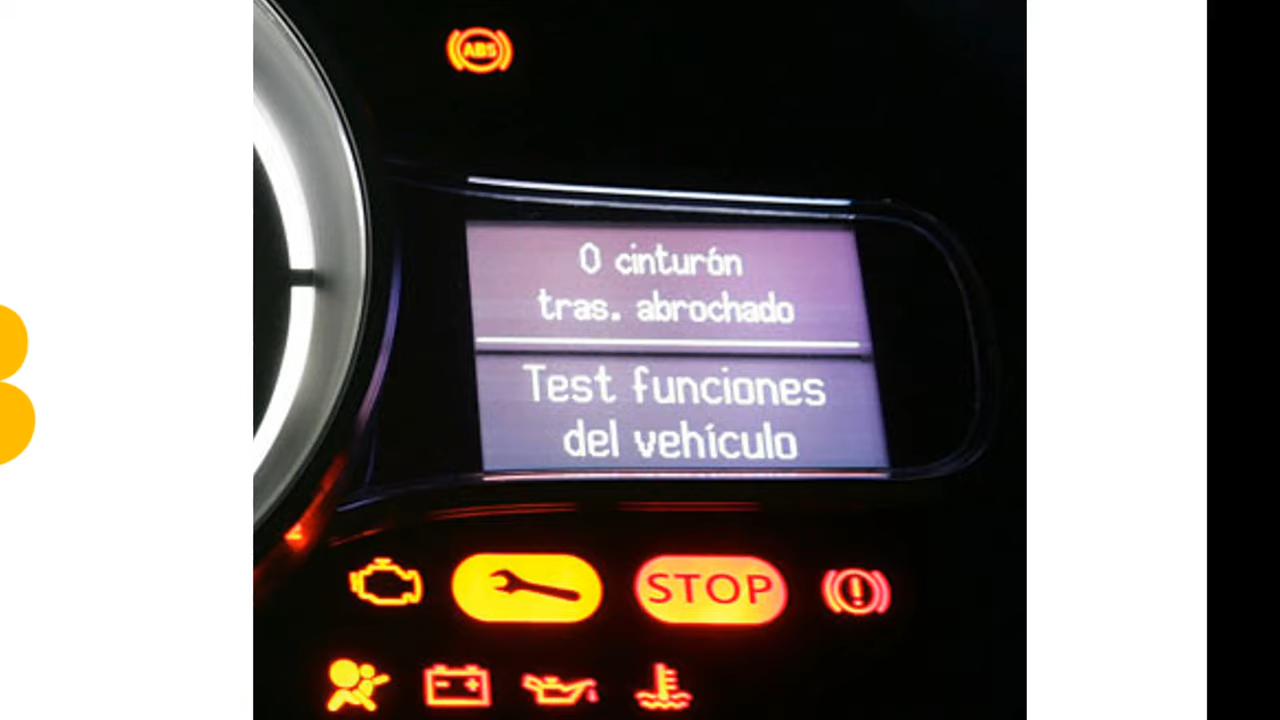 ABS
0 cinturón
tras. abrochado
Test funciones
del vehículo
STOP